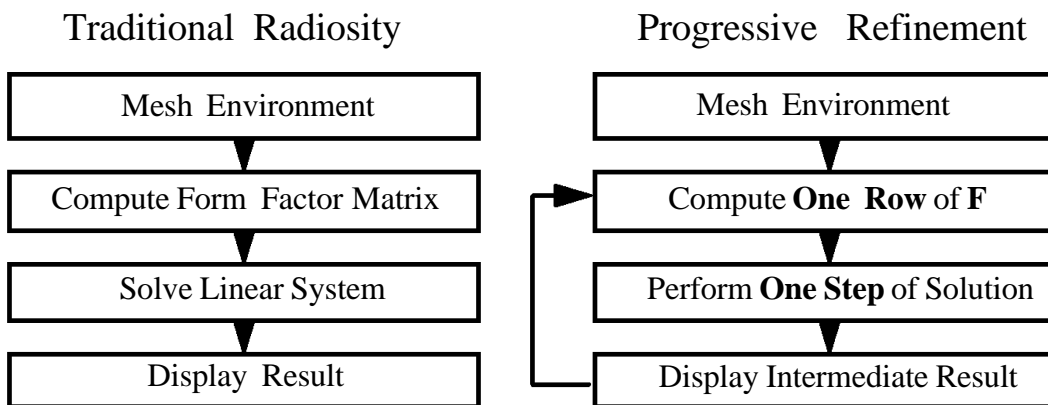 Traditional Radiosity
Mesh Environment
Compute Form Factor Matrix
Solve Linear System
Display Result
Progressive Refinement
Mesh Environment
Compute One Row of F
Perform One Step of Solution
Display Intermediate Result